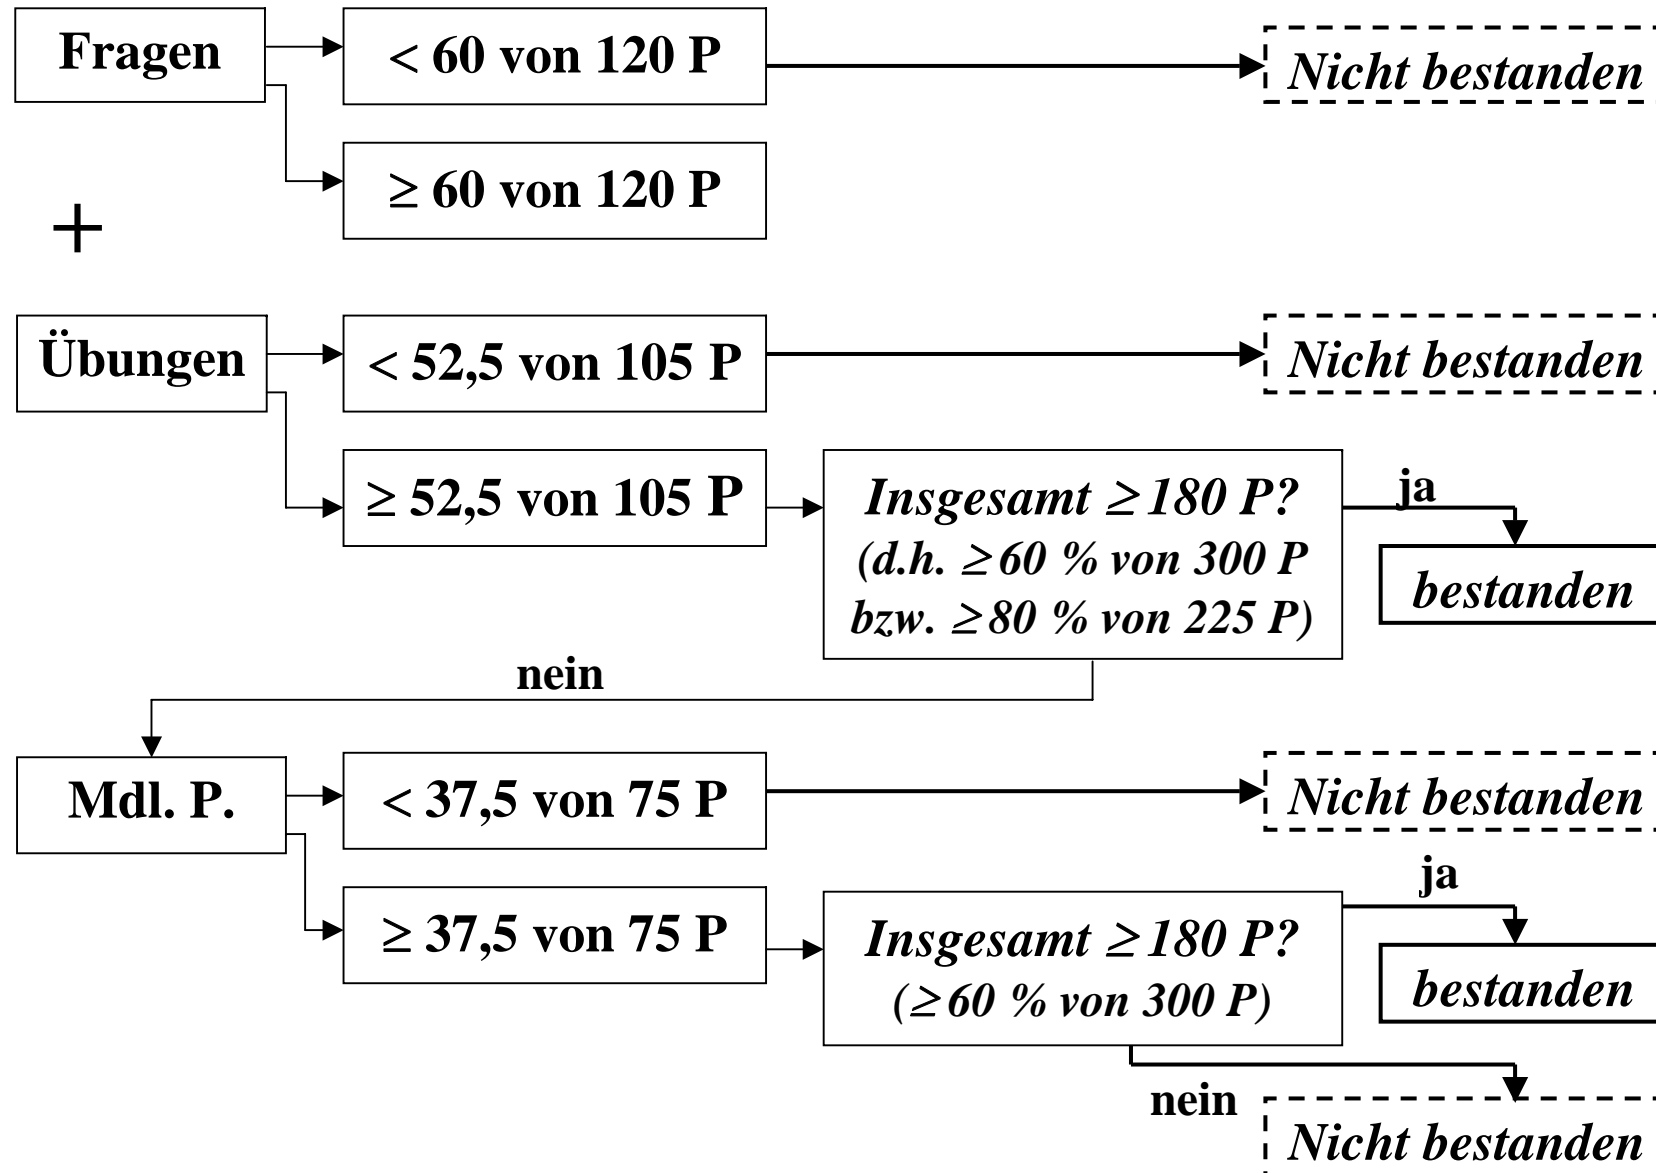 Fragen
< 60 von 120 P
Nicht bestanden
≥ 60 von 120 P
+
Übungen
< 52,5 von 105 P
Nicht bestanden
≥ 52,5 von 105 P
Insgesamt ≥ 180 P?
(d.h. ≥ 60 % von 300 P
bzw. ≥ 80 % von 225 P)
ja
bestanden
nein
Mdl. P.
< 37,5 von 75 P
Nicht bestanden
≥ 37,5 von 75 P
Insgesamt ≥ 180 P?
(≥ 60 % von 300 P)
ja
bestanden
nein
Nicht bestanden